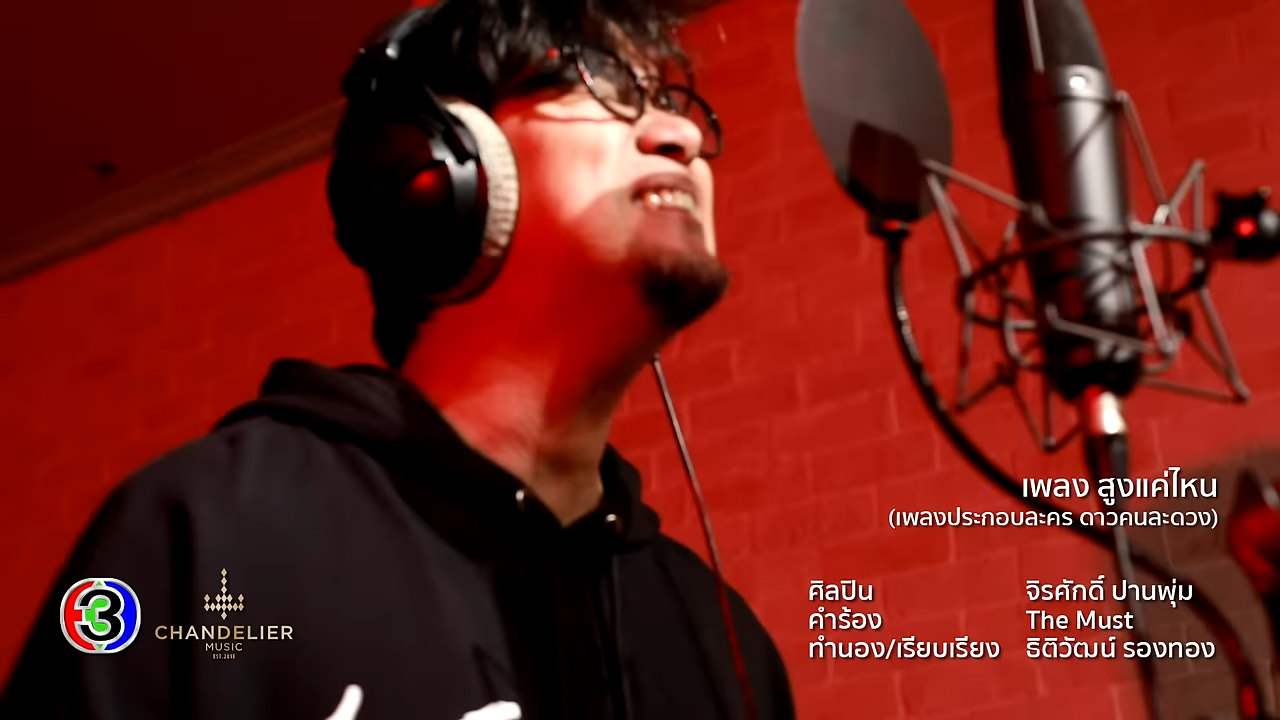 เพลง สูงแค่ไหน
(เพลงประกอบละคร ดาวคนละดวง)
ศิลปิน จิรศักดิ์ ปานพุ่ม
คำร้อง The Must
ทำนอง/เรียบเรียง ธิติวัฒน์ รองทอง
3
CHANDELIER
MUSIC
EST.2015